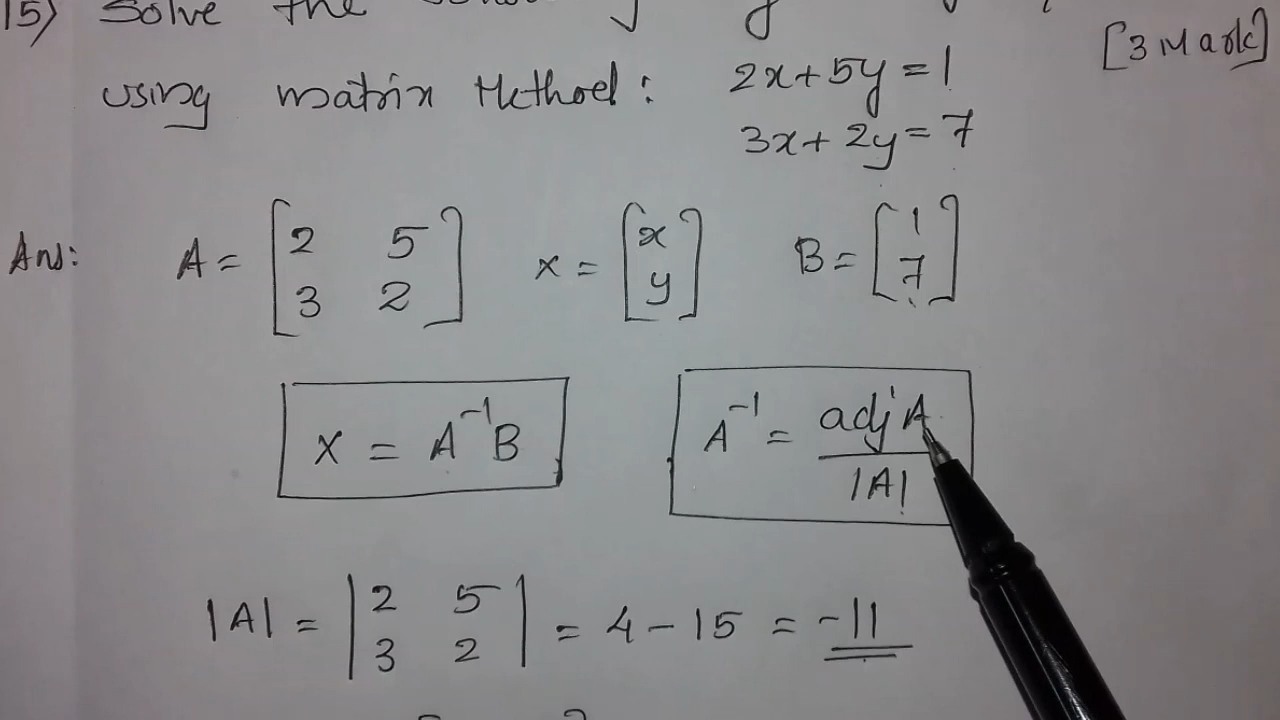 15) Solve the
using matrix Method : 2x + 5y = 1 [3 Mark]
3x + 2y = 7
Ans: A = [2 5 3 2] X = [x y] B = [1 7]
X = A⁻¹B A⁻¹ = adj A / |A|
|A| = |2 5 3 2| = 4 - 15 = -11